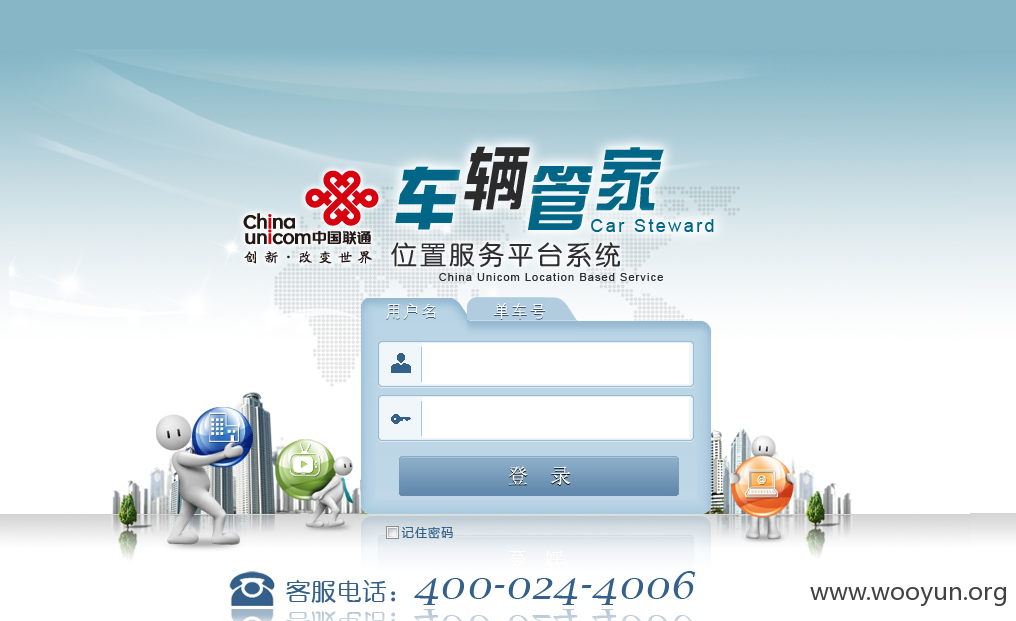 车辆管家
Car Steward
China
unicom中国联通
创新·改变世界
位置服务平台系统
China Unicom Location Based Service
用户名 单车号
登 录
记住密码
客服电话： 400-024-4006
www.wooyun.org